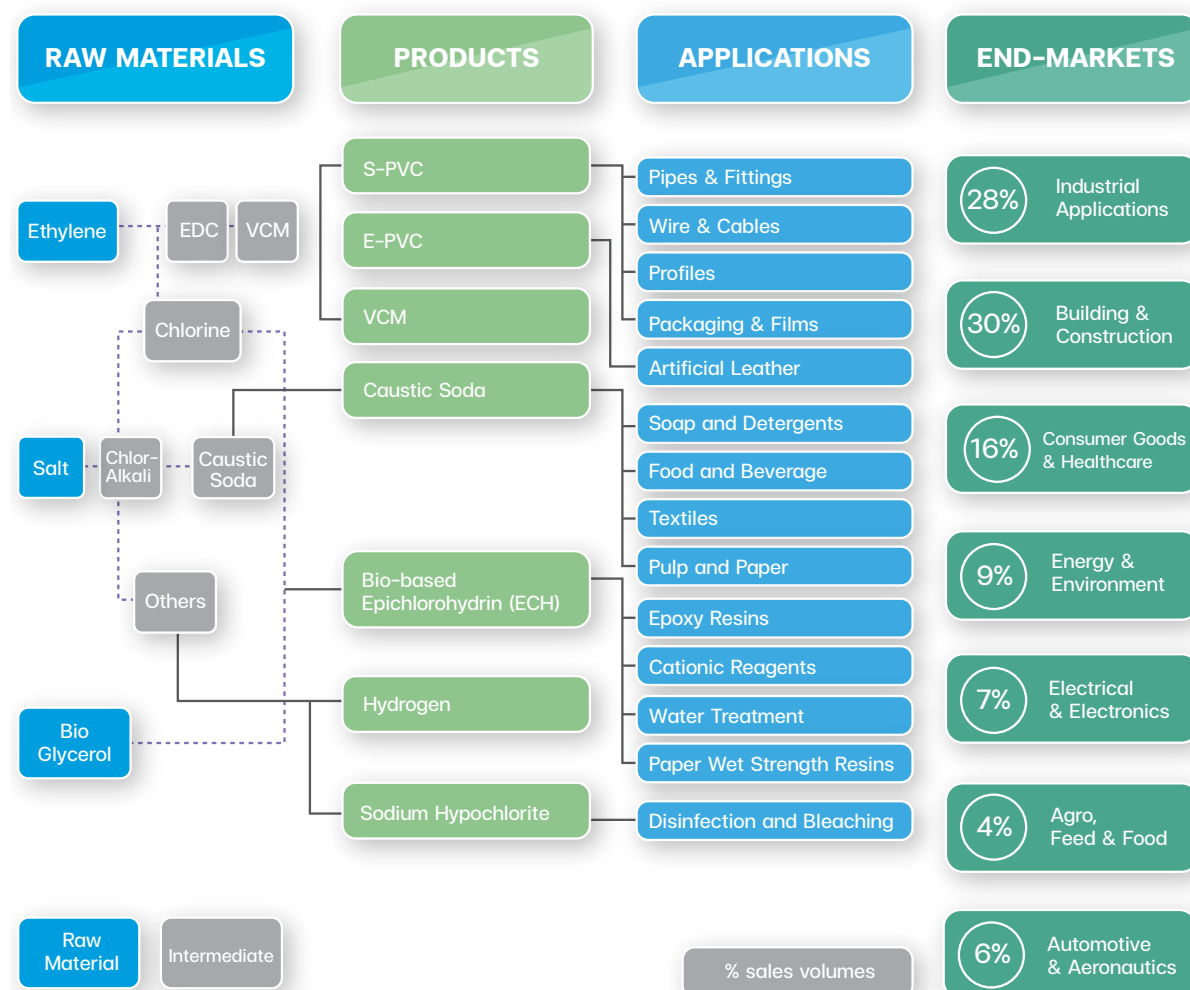 RAW MATERIALS
PRODUCTS
APPLICATIONS
END-MARKETS
Ethylene
EDC
VCM
Chlorine
Salt
Chlor-
Alkali
Caustic
Soda
Others
Bio
Glycerol
Raw
Material
Intermediate
S-PVC
E-PVC
VCM
Caustic Soda
Bio-based
Epichlorohydrin (ECH)
Hydrogen
Sodium Hypochlorite
Pipes & Fittings
Wire & Cables
Profiles
Packaging & Films
Artificial Leather
Soap and Detergents
Food and Beverage
Textiles
Pulp and Paper
Epoxy Resins
Cationic Reagents
Water Treatment
Paper Wet Strength Resins
Disinfection and Bleaching
% sales volumes
28%
Industrial
Applications
30%
Building &
Construction
16%
Consumer Goods
& Healthcare
9%
Energy &
Environment
7%
Electrical
& Electronics
4%
Agro,
Feed & Food
6%
Automotive
& Aeronautics